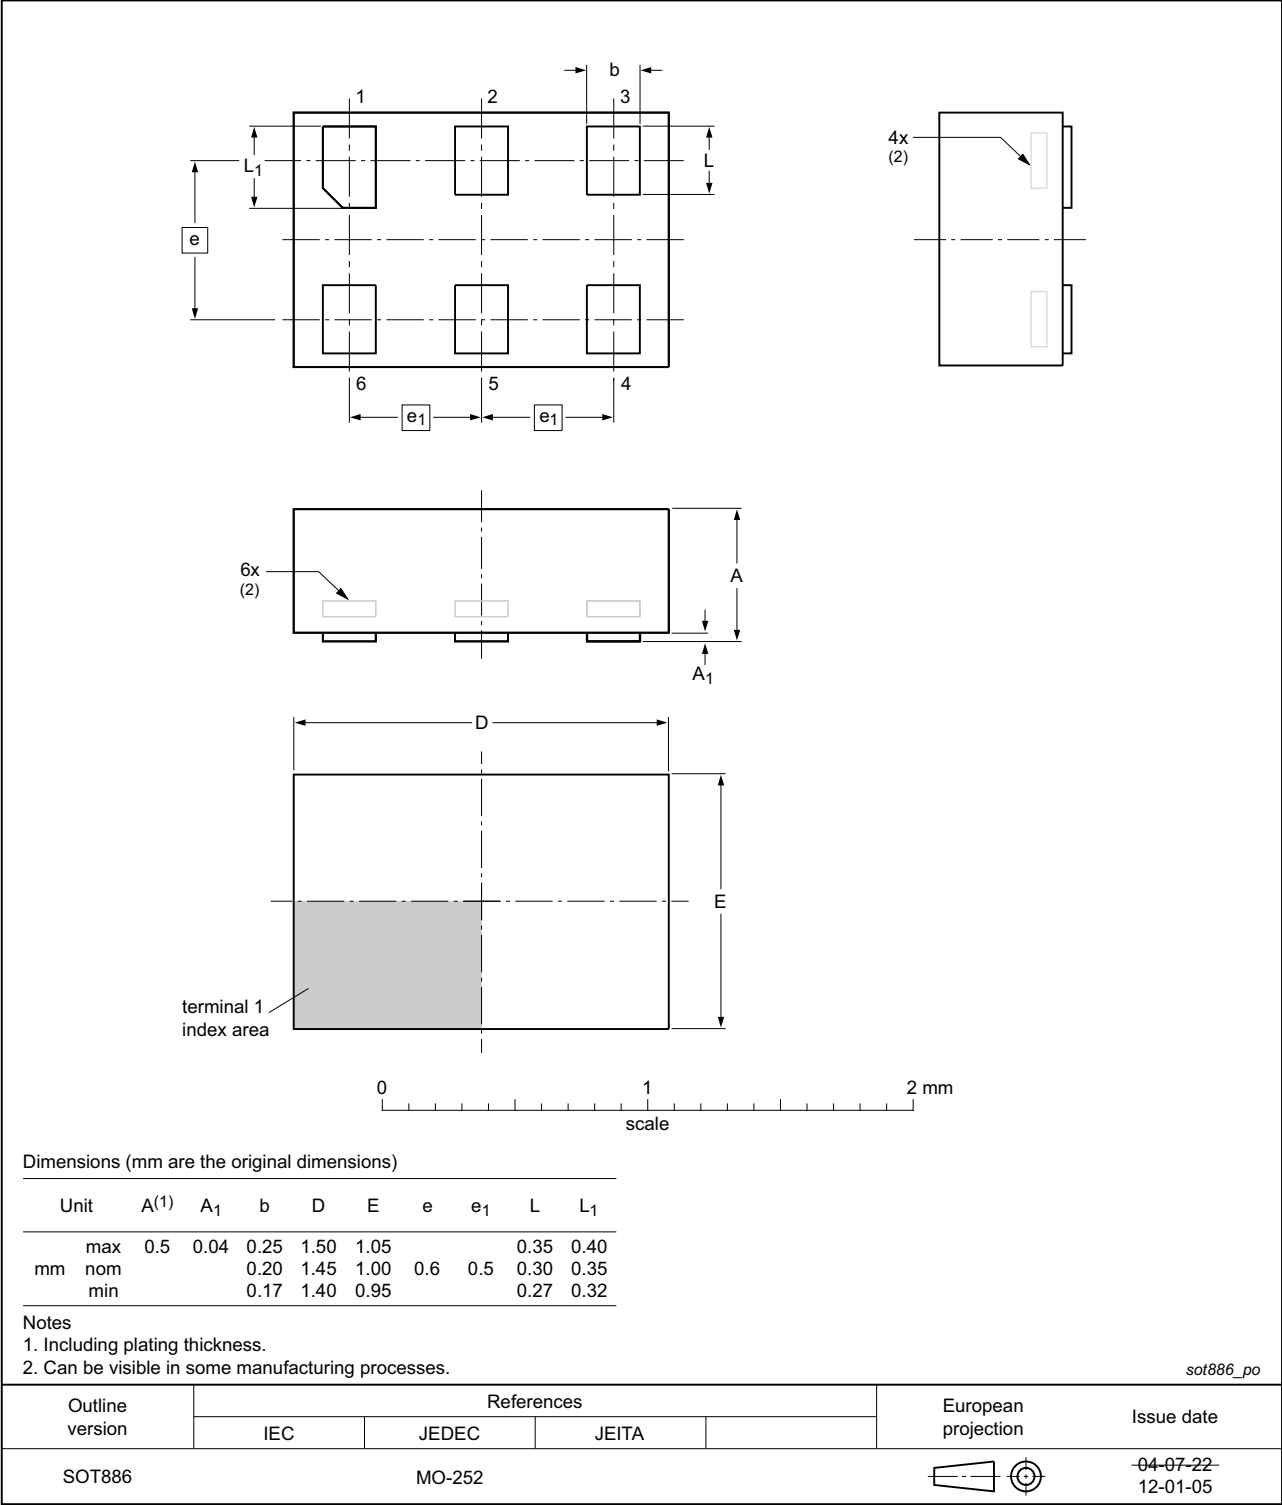 b
1 2 3
4x
(2)
L1
L
e
6 5 4
e1 e1
6x
(2)
A
A1
D
E
terminal 1
index area
0 1 2 mm
scale
Dimensions (mm are the original dimensions)
Unit A(1) A1 b D E e e1 L L1
max 0.5 0.04 0.25 1.50 1.05 0.35 0.40
mm nom 0.20 1.45 1.00 0.6 0.5 0.30 0.35
min 0.17 1.40 0.95 0.27 0.32
Notes
1. Including plating thickness.
2. Can be visible in some manufacturing processes.
sot886_po
Outline
version
References
European
projection
Issue date
IEC JEDEC JEITA
SOT886 MO-252
04-07-22
12-01-05